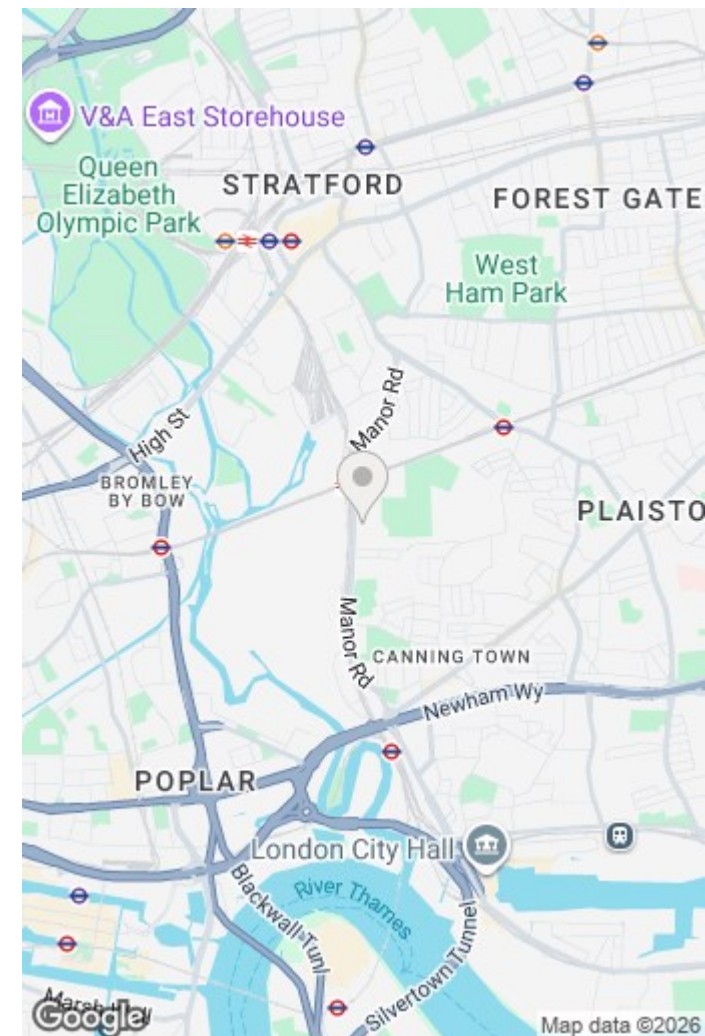 V&A East Storehouse
Queen
Elizabeth
Olympic Park
STRATFORD
FOREST GATE
West
Ham Park
Manor Rd
High St
BROMLEY
BY BOW
PLAISTO
Manor Rd
CANNING TOWN
Newham Wy
POPLAR
London City Hall
River Thames
Blackwall Tunl
Silvertown Tunnel
Google
Map data ©2026